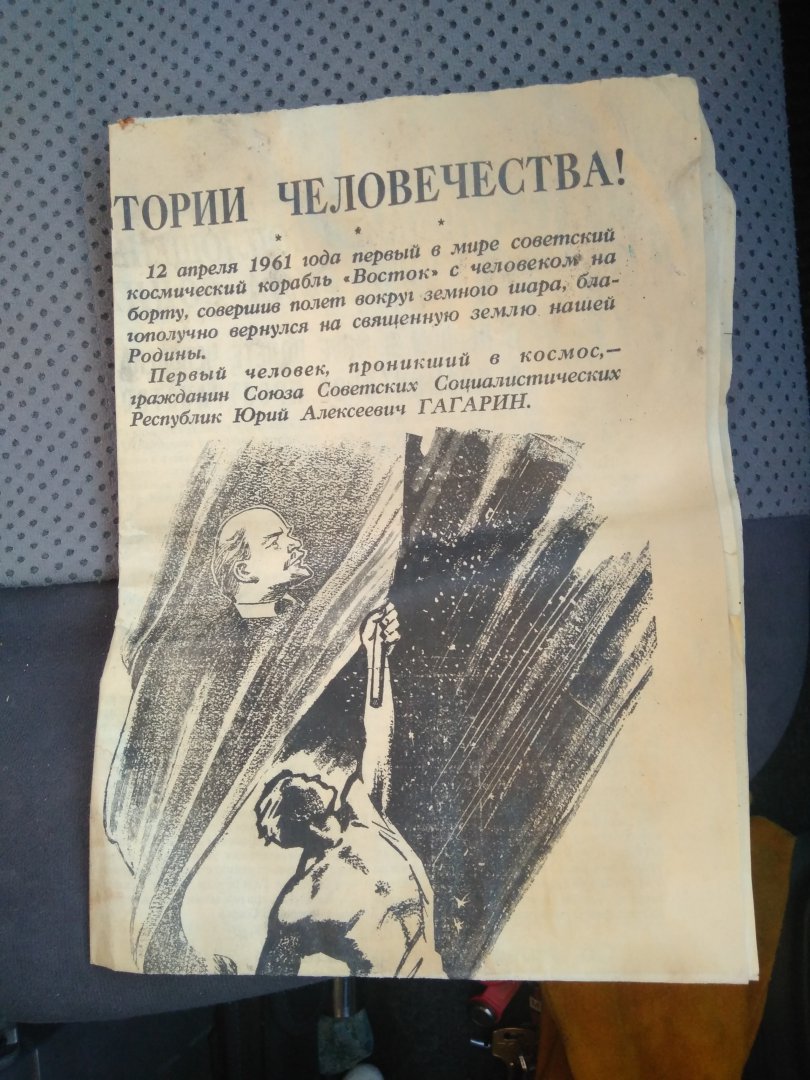 ТОРИИ ЧЕЛОВЕЧЕСТВА!
* * *
12 апреля 1961 года первый в мире советский
космический корабль «Восток» с человеком на
борту, совершив полет вокруг земного шара, бла-
гополучно вернулся на священную землю нашей
Родины.
Первый человек, проникший в космос,—
гражданин Союза Советских Социалистических
Республик Юрий Алексеевич ГАГАРИН.